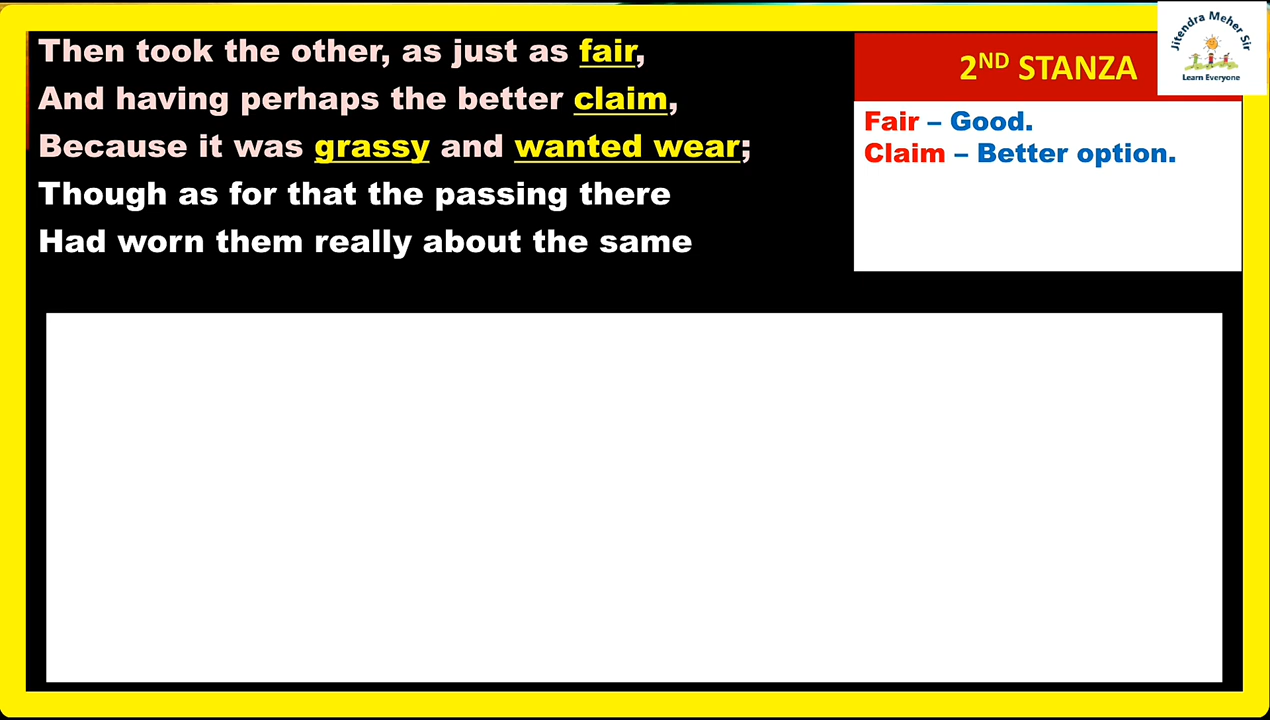 Then took the other, as just as fair,
And having perhaps the better claim,
Because it was grassy and wanted wear;
Though as for that the passing there
Had worn them really about the same
2ND STANZA
Fair – Good.
Claim – Better option.
Jitendra Meher Sir
Learn Everyone